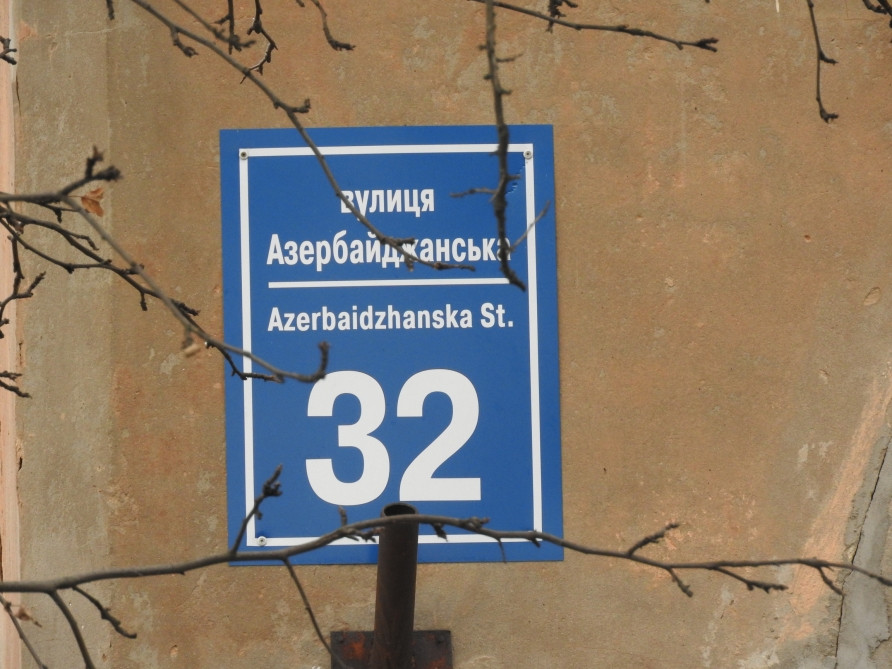 вулиця
Азербайджанська
Azerbaidzhanska St.
32